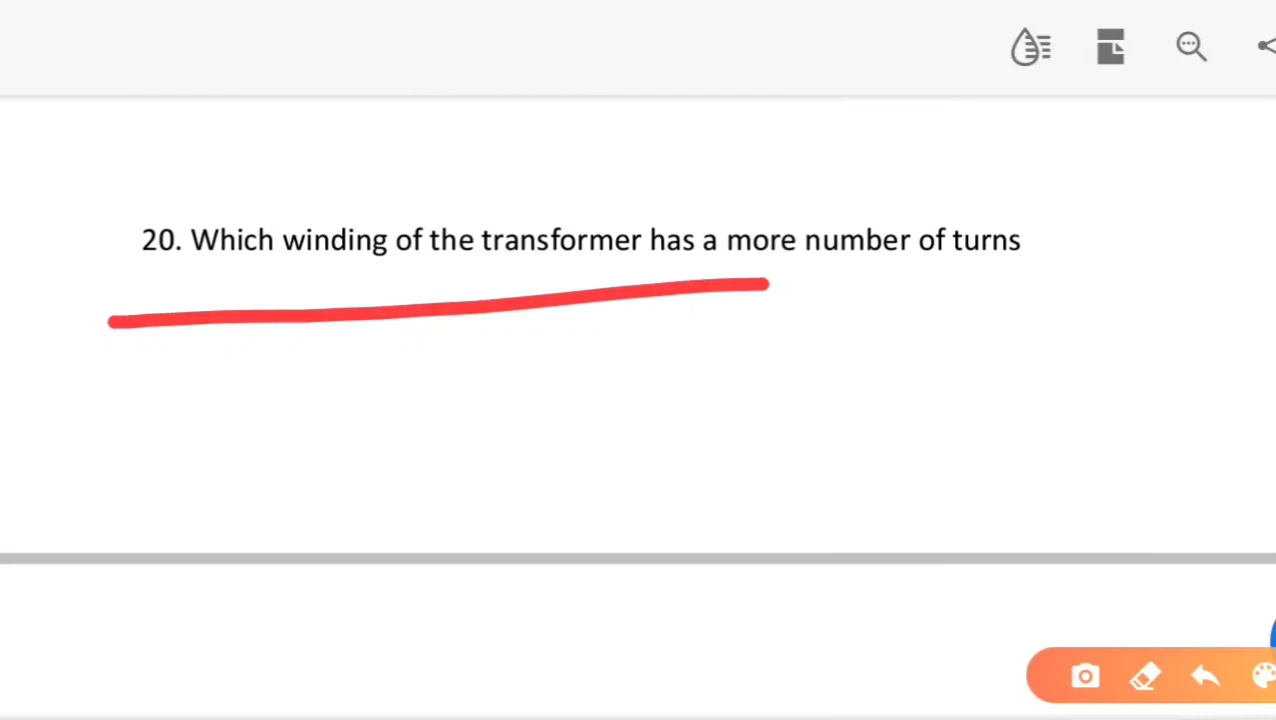 20. Which winding of the transformer has a more number of turns